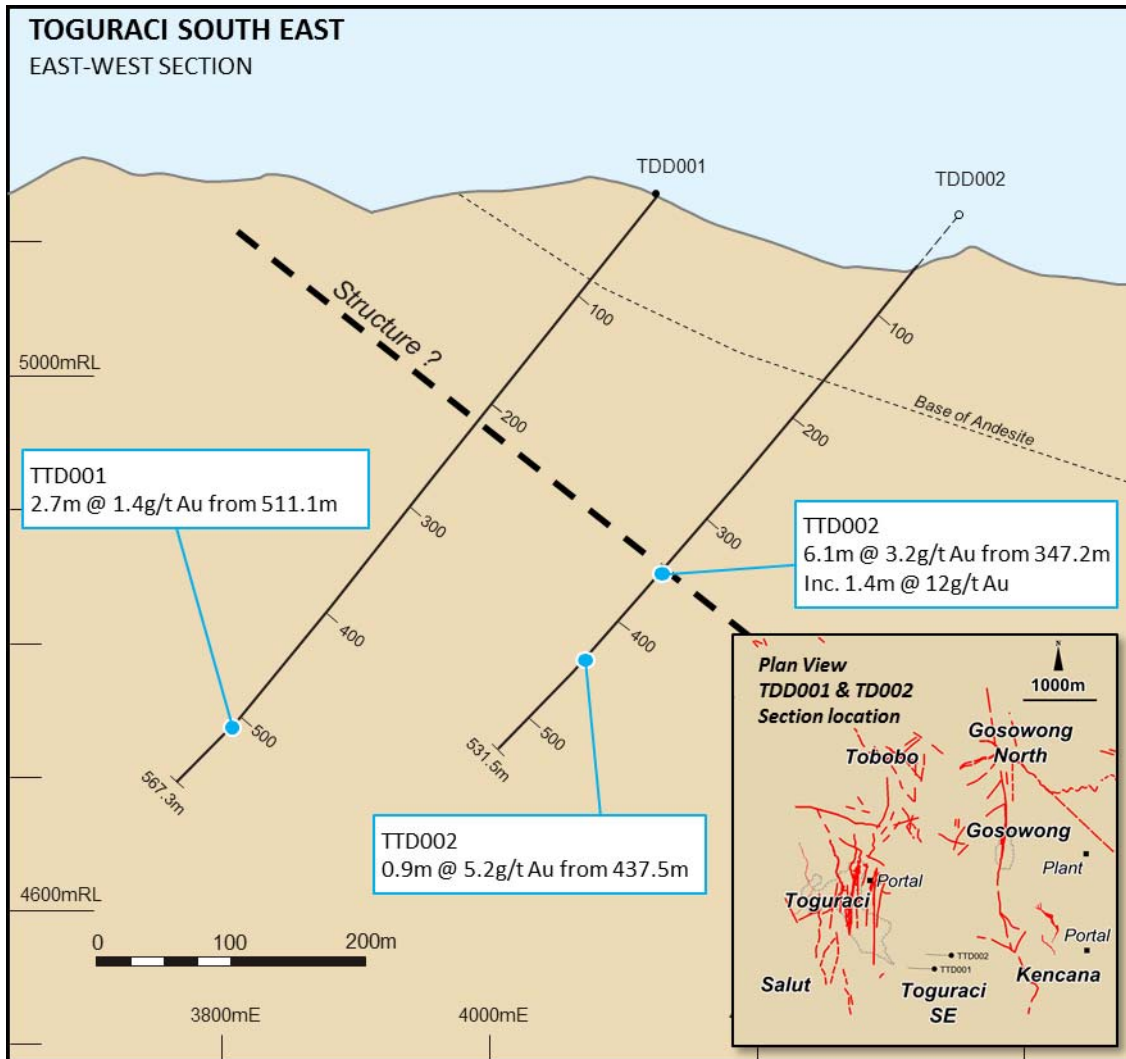 TOGURACI SOUTH EAST
EAST-WEST SECTION
TDD001
TDD002
Structure ?
100
100
5000mRL
200
200
Base of Andesite
TTD001
2.7m @ 1.4g/t Au from 511.1m
300
300
TTD002
6.1m @ 3.2g/t Au from 347.2m
Inc. 1.4m @ 12g/t Au
400
400
500
500
567.3m
531.5m
TTD002
0.9m @ 5.2g/t Au from 437.5m
4600mRL
0 100 200m
3800mE
4000mE
Plan View
TDD001 & TD002
Section location
N
1000m
Gosowong
North
Tobobo
Gosowong
Plant
Portal
Toguraci
Portal
TTD002
TTD001
Salut
Toguraci
SE
Kencana